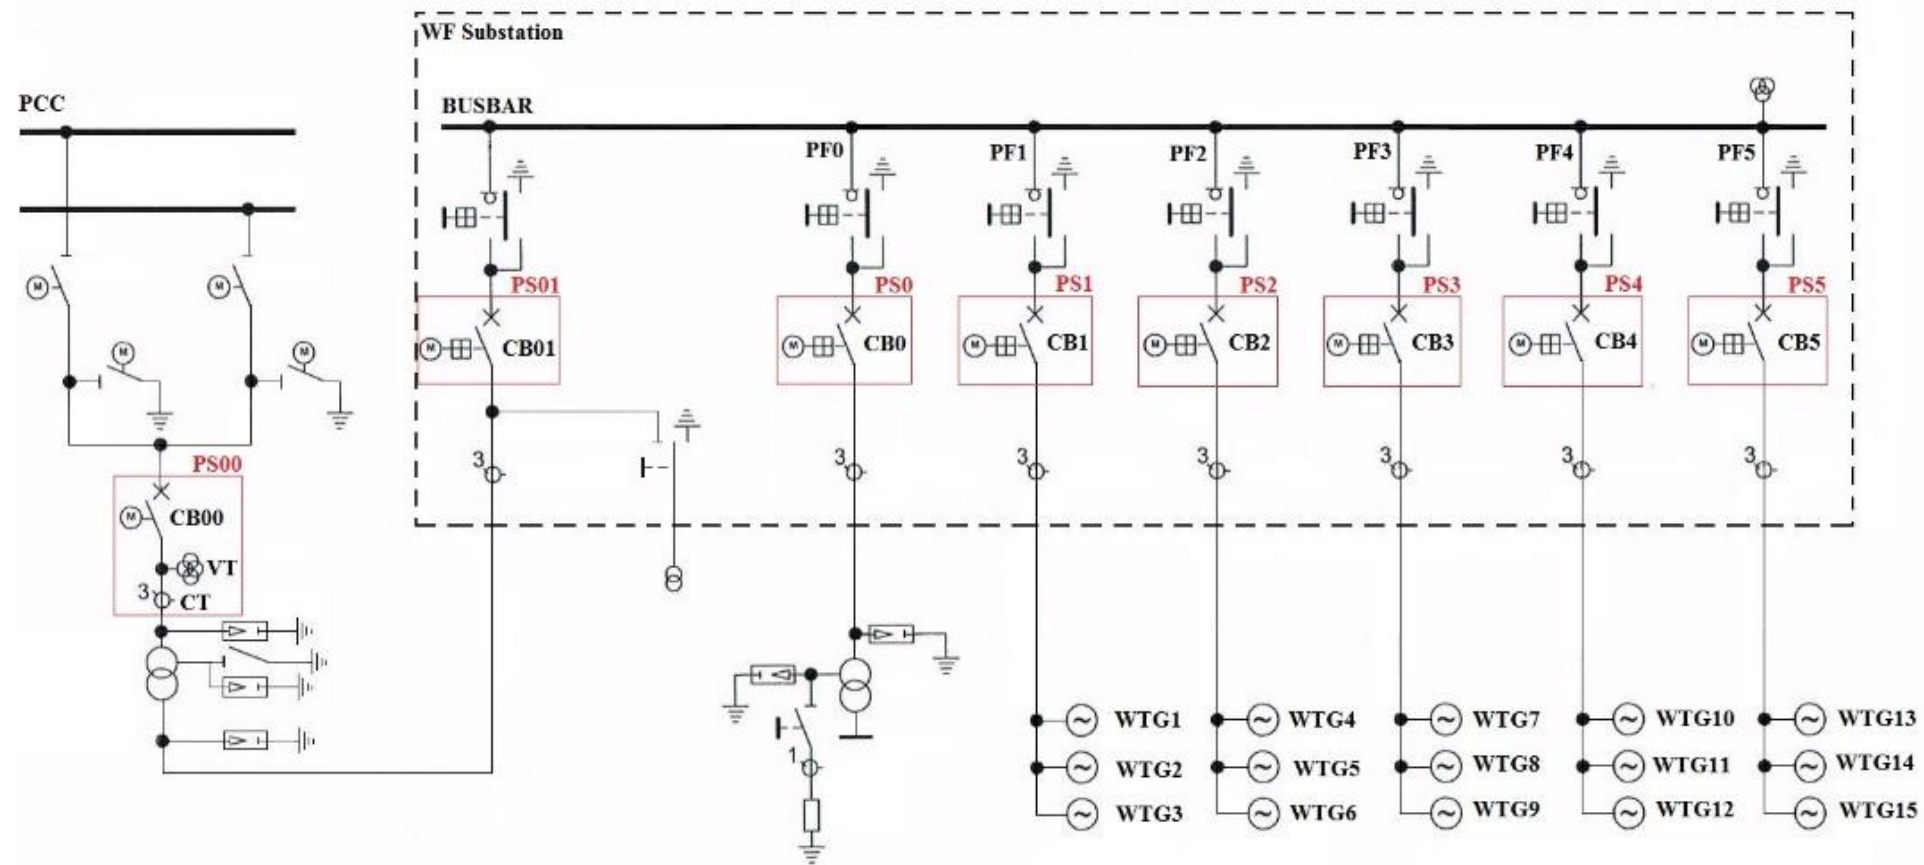 WF Substation
PCC
BUSBAR
PF0 PF1 PF2 PF3 PF4 PF5
PS01 PS0 PS1 PS2 PS3 PS4 PS5
M M
M CB01 M CB0 M CB1 M CB2 M CB3 M CB4 M CB5
M M
3 3 3 3 3 3 3
PS00
M CB00
VT
3 CT
WTG1 WTG4 WTG7 WTG10 WTG13
1
WTG2 WTG5 WTG8 WTG11 WTG14
WTG3 WTG6 WTG9 WTG12 WTG15